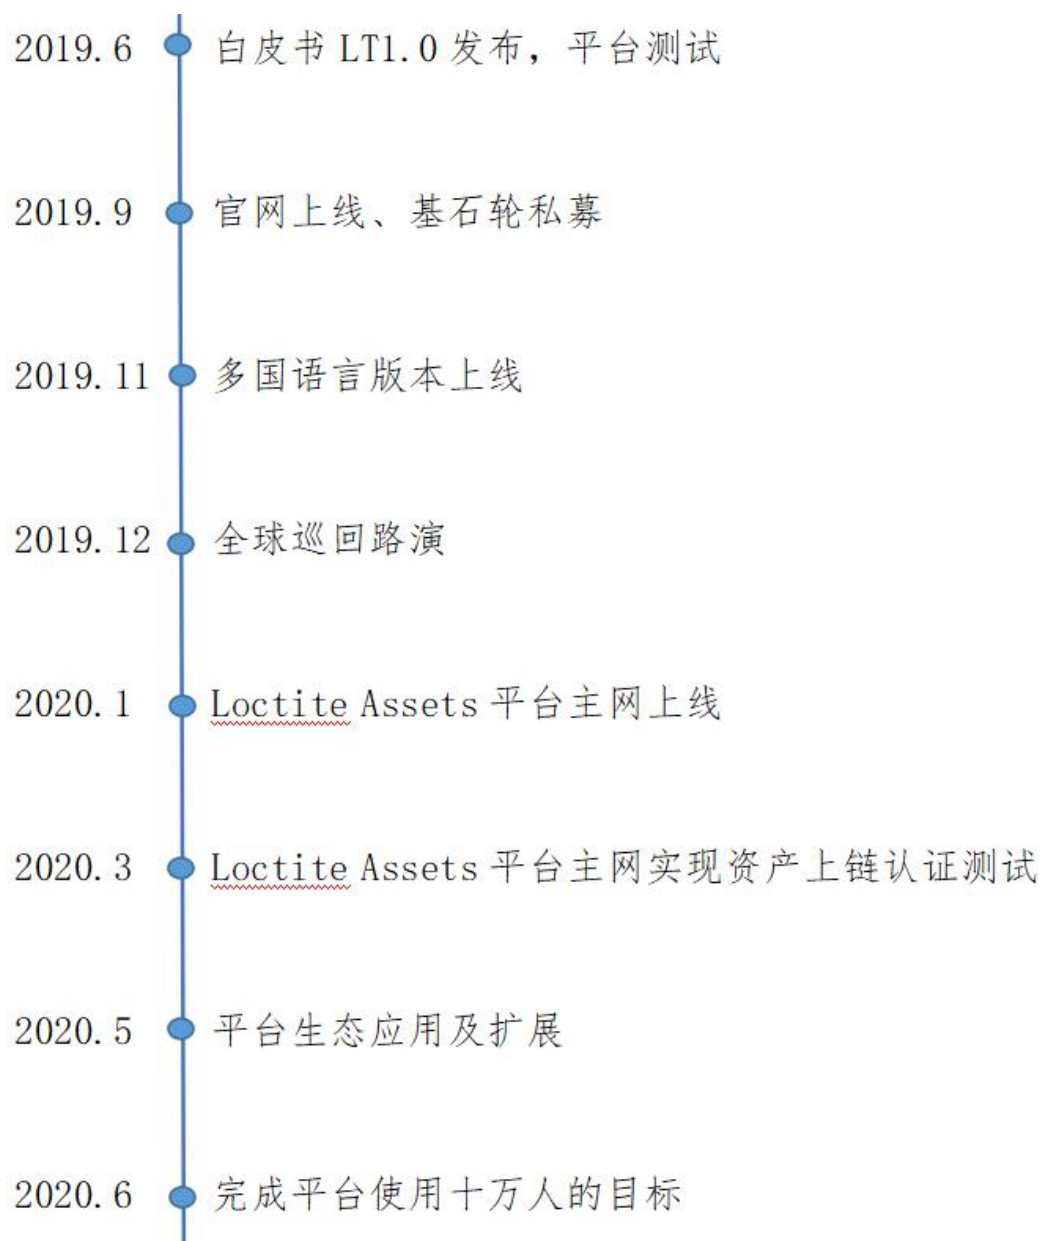 2019.6 白皮书 LT1.0 发布，平台测试
2019.9 官网上线、基石轮私募
2019.11 多国语言版本上线
2019.12 全球巡回路演
2020.1 Loctite Assets 平台主网上线
2020.3 Loctite Assets 平台主网实现资产上链认证测试
2020.5 平台生态应用及扩展
2020.6 完成平台使用十万人的目标